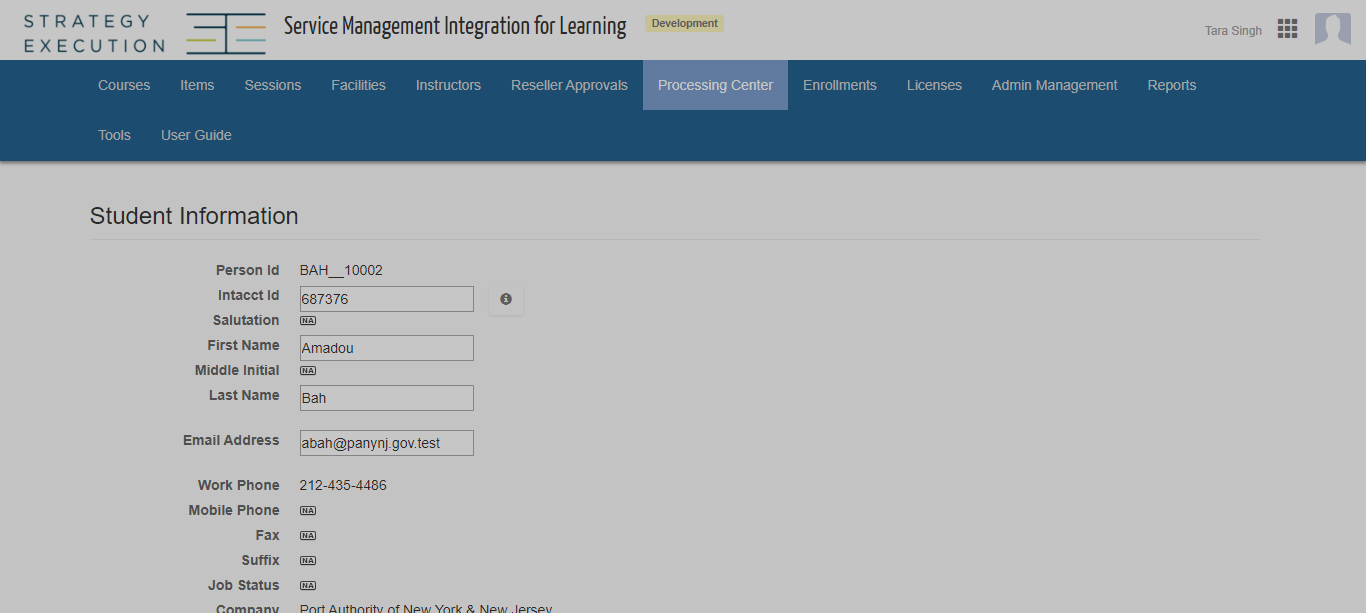 STRATEGY
EXECUTION
Service Management Integration for Learning
Development
Tara Singh
Courses Items Sessions Facilities Instructors Reseller Approvals Processing Center Enrollments Licenses Admin Management Reports
Tools User Guide
Student Information
Person Id BAH__10002
Intacct Id 687376
Salutation NA
First Name Amadou
Middle Initial NA
Last Name Bah
Email Address abah@panynj.gov.test
Work Phone 212-435-4486
Mobile Phone NA
Fax NA
Suffix NA
Job Status NA
Company Port Authority of New York & New Jersey